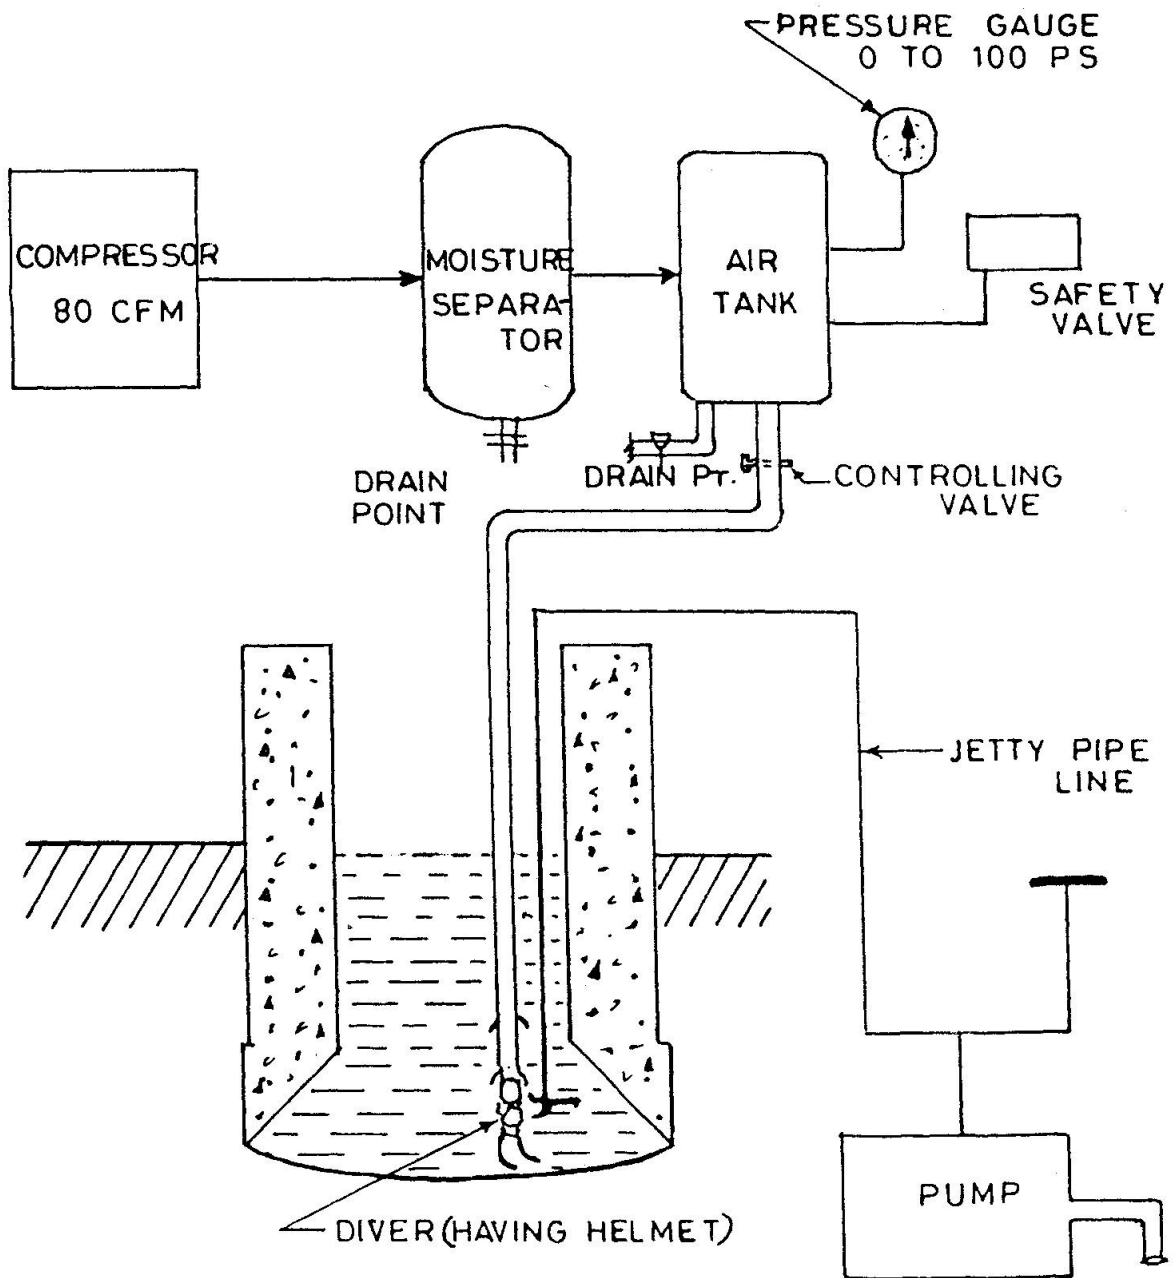 PRESSURE GAUGE
0 TO 100 PS
COMPRESSOR
80 CFM
MOISTURE
SEPARA-
TOR
AIR
TANK
SAFETY
VALVE
DRAIN
POINT
DRAIN PT.
CONTROLLING
VALVE
JETTY PIPE
LINE
PUMP
DIVER (HAVING HELMET)